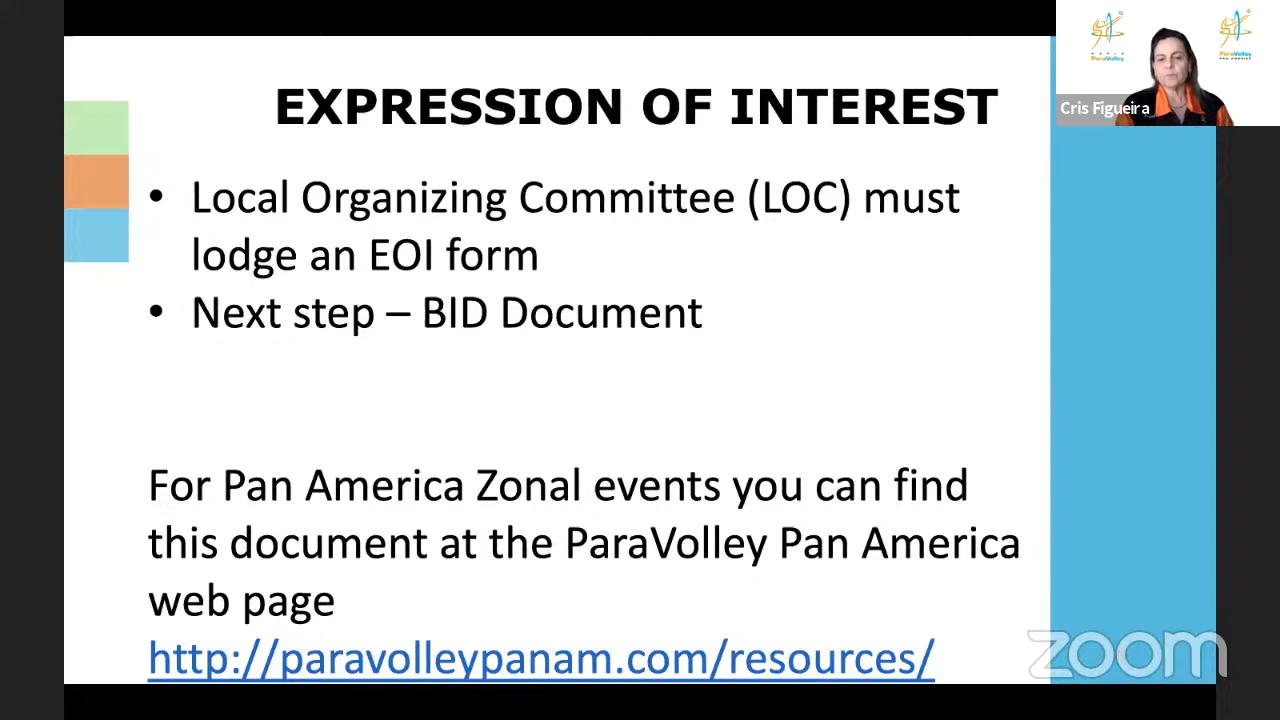 EXPRESSION OF INTEREST
• Local Organizing Committee (LOC) must
lodge an EOI form
• Next step – BID Document
For Pan America Zonal events you can find
this document at the ParaVolley Pan America
web page
http://paravolleypanam.com/resources/
WORLD
ParaVolley
ParaVolley
PAN AMERICA
Cris Figueira
zoom